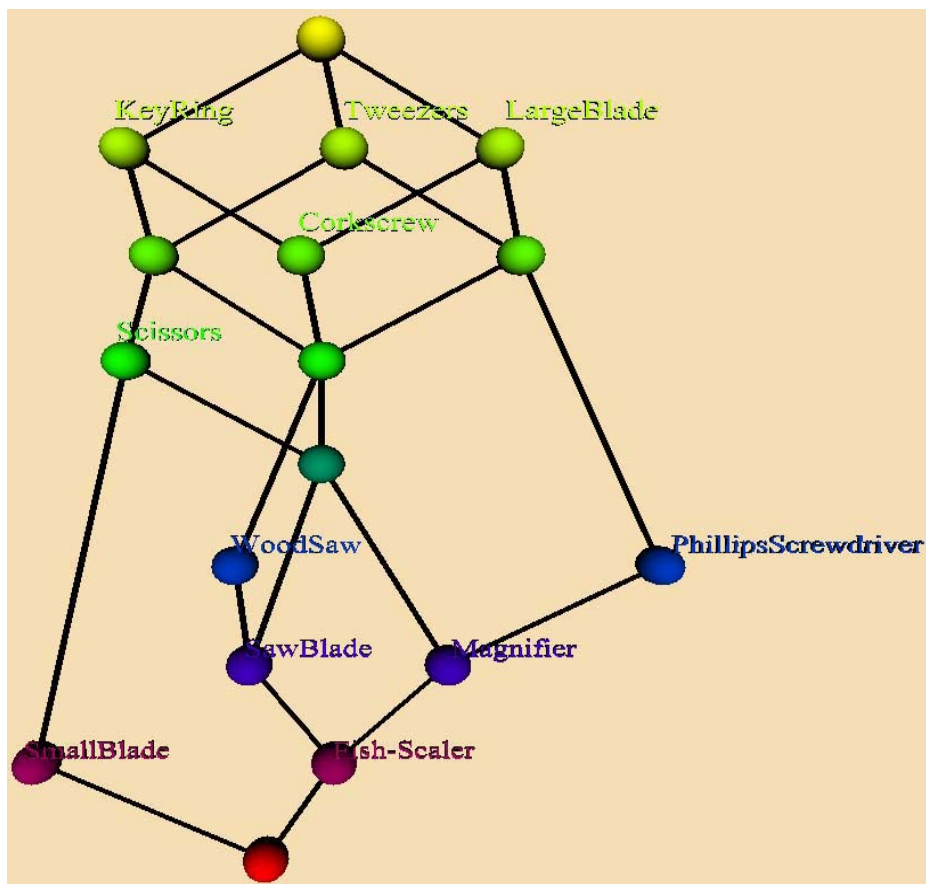 KeyRing
Tweezers
LargeBlade
Corkscrew
Scissors
WoodSaw
PhillipsScrewdriver
SawBlade
Magnifier
SmallBlade
Fish-Scaler